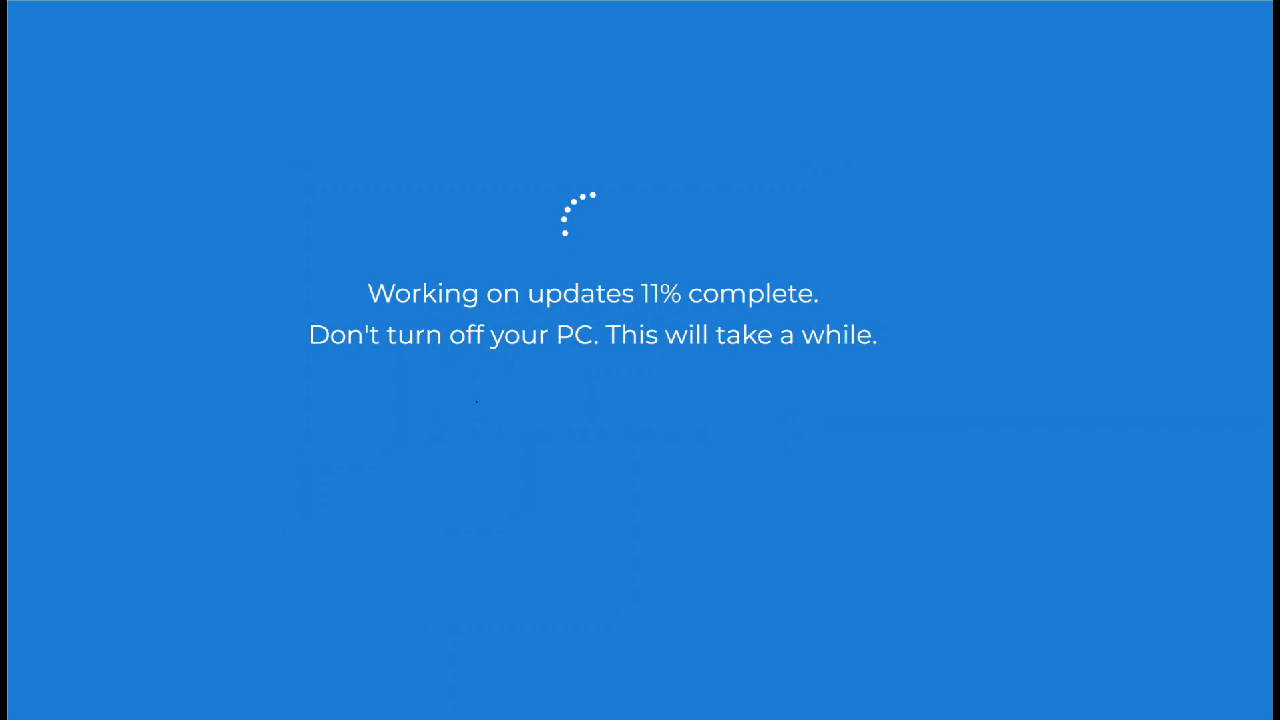 Working on updates 11% complete.
Don't turn off your PC. This will take a while.